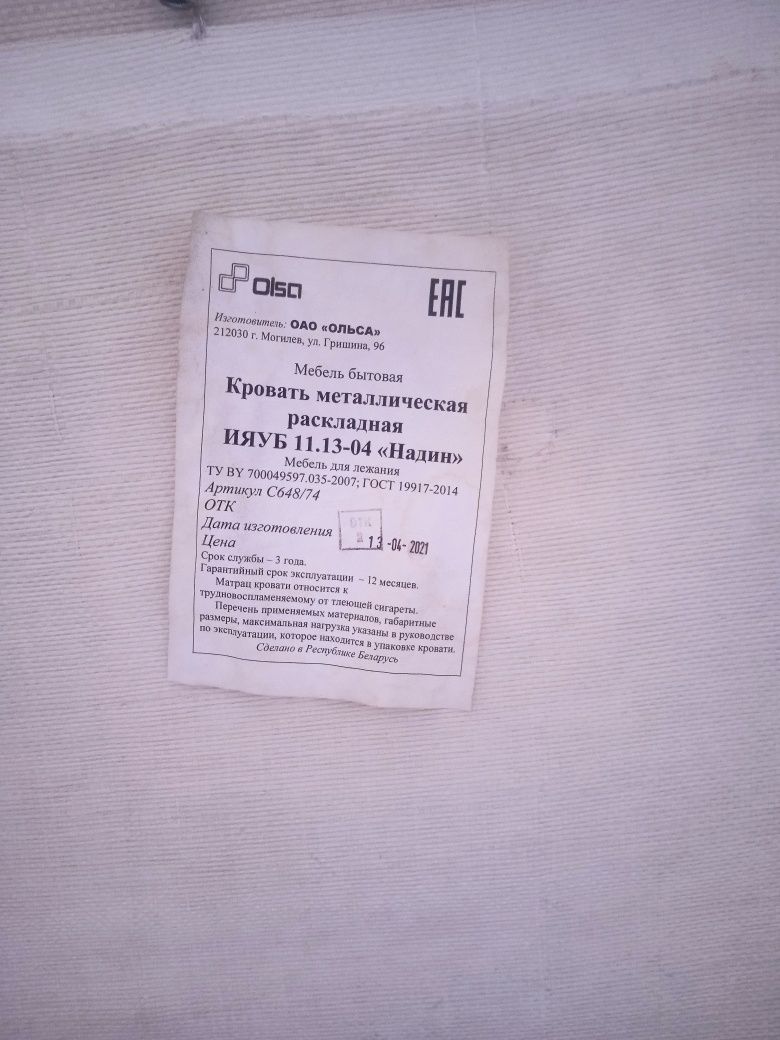 Olsa
EAC
Изготовитель: ОАО «ОЛЬСА»
212030 г. Могилев, ул. Гришина, 96
Мебель бытовая
Кровать металлическая
раскладная
ИЯУБ 11.13-04 «Надин»
Мебель для лежания
ТУ BY 700049597.035-2007; ГОСТ 19917-2014
Артикул С648/74
ОТК
ОТК
Дата изготовления
13-04-2021
Цена
Срок службы – 3 года.
Гарантийный срок эксплуатации – 12 месяцев.
Матрац кровати относится к
трудновоспламеняемому от тлеющей сигареты.
Перечень применяемых материалов, габаритные
размеры, максимальная нагрузка указаны в руководстве
по эксплуатации, которое находится в упаковке кровати.
Сделано в Республике Беларусь